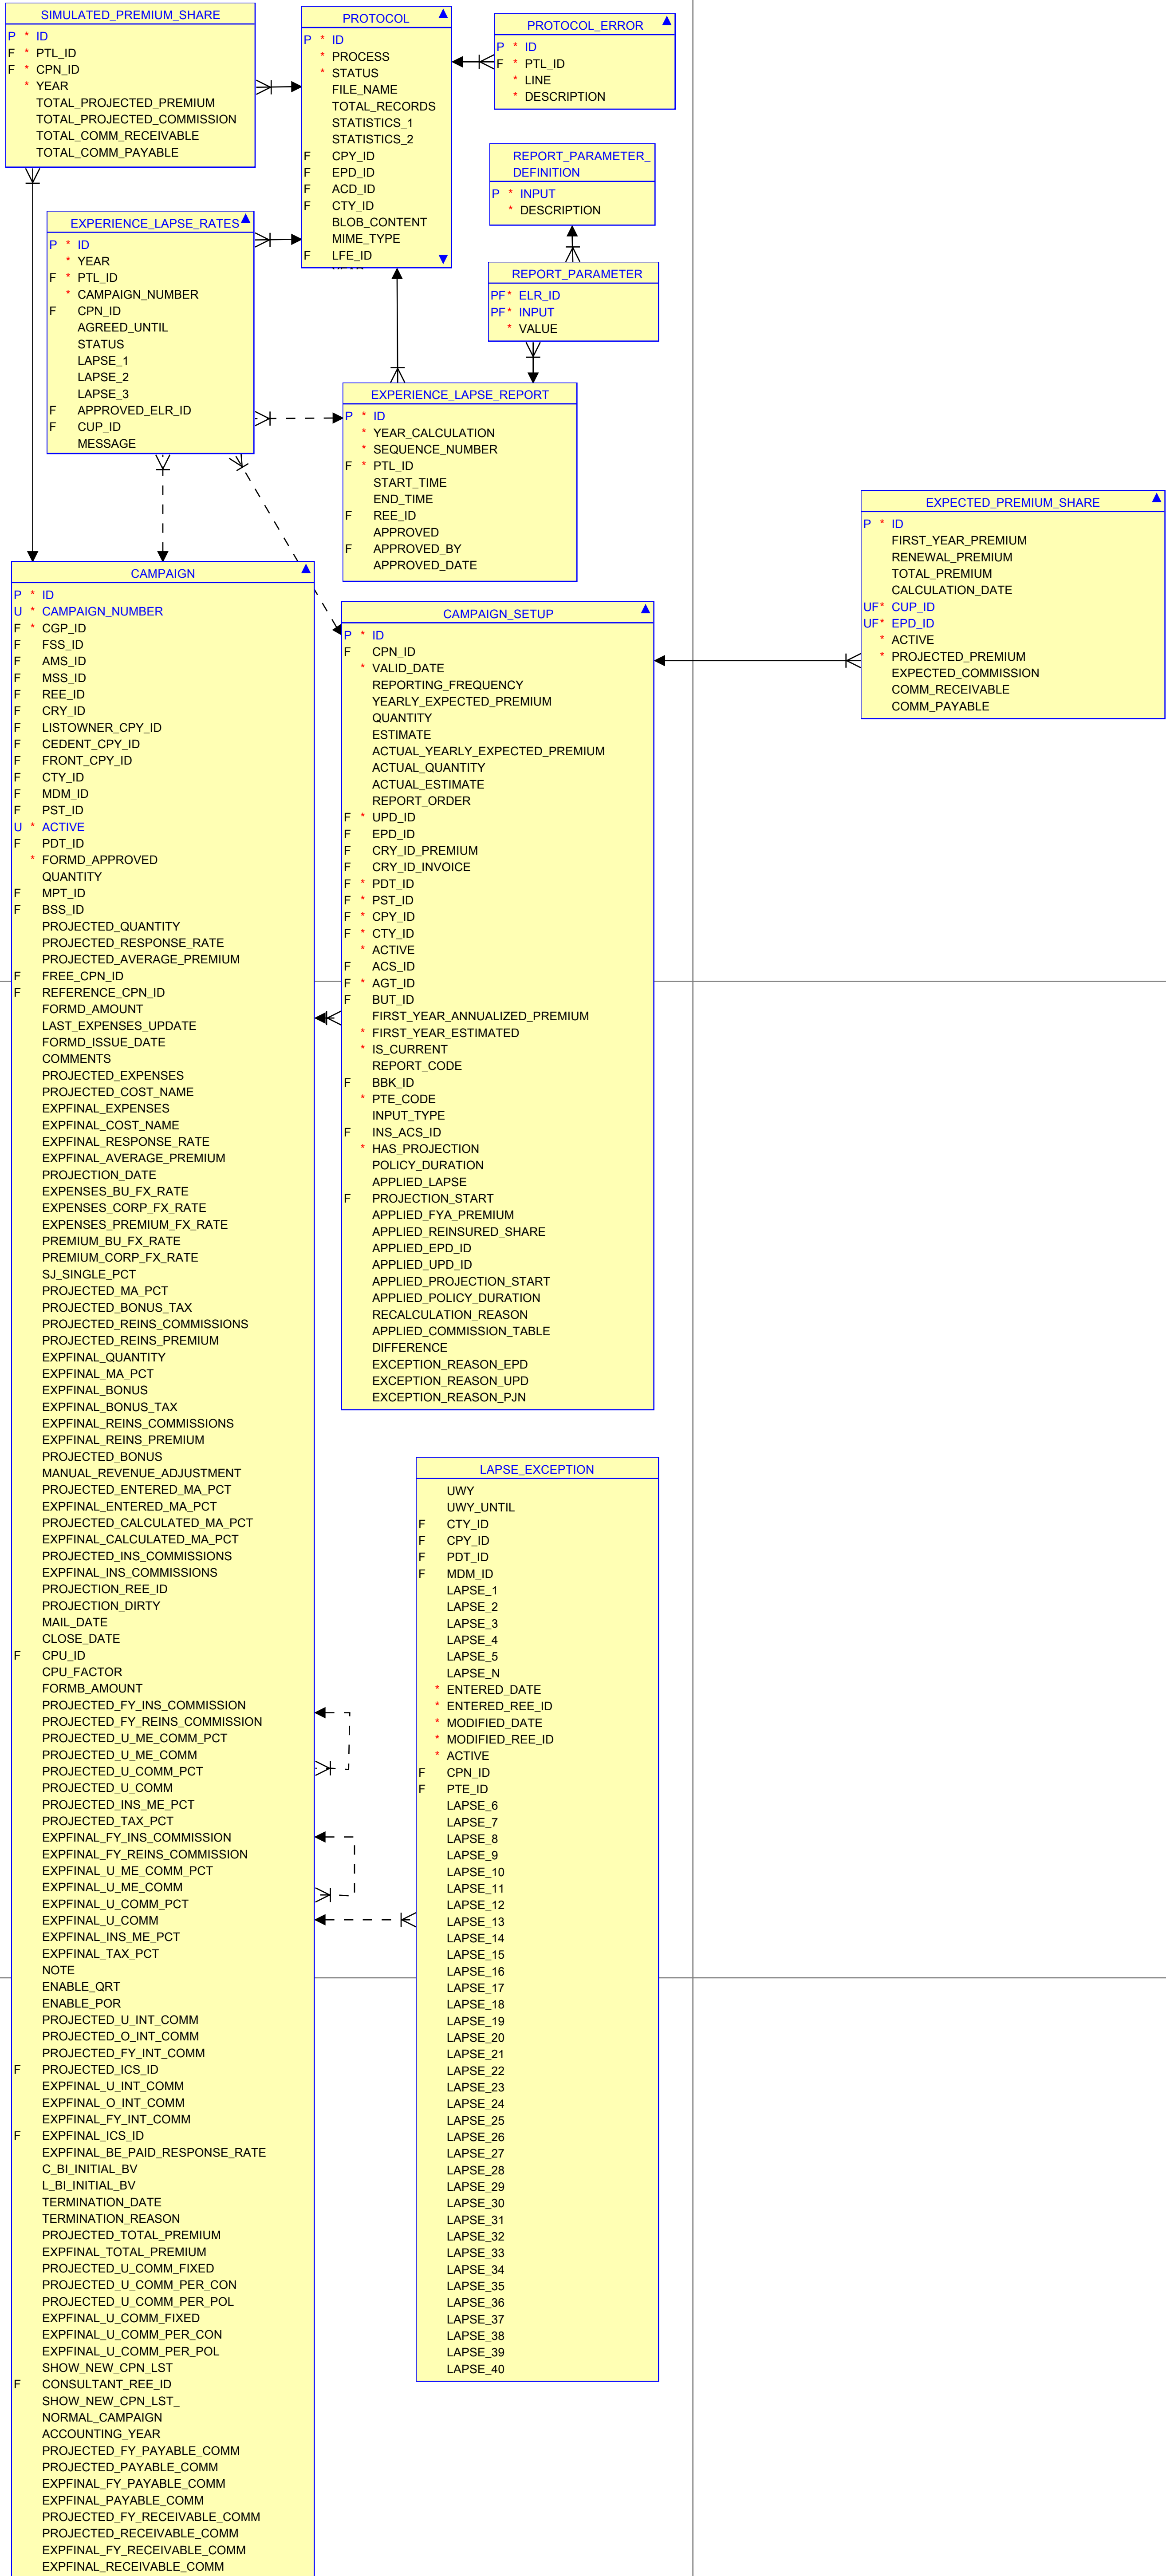 SIMULATED_PREMIUM_SHARE
P * ID
F * PTL_ID
F * CPN_ID
* YEAR
TOTAL_PROJECTED_PREMIUM
TOTAL_PROJECTED_COMMISSION
TOTAL_COMM_RECEIVABLE
TOTAL_COMM_PAYABLE
PROTOCOL
P * ID
* PROCESS
* STATUS
FILE_NAME
TOTAL_RECORDS
STATISTICS_1
STATISTICS_2
F CPY_ID
F EPD_ID
F ACD_ID
F CTY_ID
BLOB_CONTENT
MIME_TYPE
F LFE_ID
PROTOCOL_ERROR
P * ID
F * PTL_ID
* LINE
* DESCRIPTION
REPORT_PARAMETER_
DEFINITION
P * INPUT
* DESCRIPTION
REPORT_PARAMETER
PF * ELR_ID
PF * INPUT
* VALUE
EXPERIENCE_LAPSE_RATES
P * ID
* YEAR
F * PTL_ID
* CAMPAIGN_NUMBER
F CPN_ID
AGREED_UNTIL
STATUS
LAPSE_1
LAPSE_2
LAPSE_3
F APPROVED_ELR_ID
F CUP_ID
MESSAGE
EXPERIENCE_LAPSE_REPORT
P * ID
* YEAR_CALCULATION
* SEQUENCE_NUMBER
F * PTL_ID
START_TIME
END_TIME
F REE_ID
APPROVED
F APPROVED_BY
APPROVED_DATE
EXPECTED_PREMIUM_SHARE
P * ID
FIRST_YEAR_PREMIUM
RENEWAL_PREMIUM
TOTAL_PREMIUM
CALCULATION_DATE
UF * CUP_ID
UF * EPD_ID
* ACTIVE
* PROJECTED_PREMIUM
EXPECTED_COMMISSION
COMM_RECEIVABLE
COMM_PAYABLE
CAMPAIGN
P * ID
U * CAMPAIGN_NUMBER
F * CGP_ID
F FSS_ID
F AMS_ID
F MSS_ID
F REE_ID
F CRY_ID
F LISTOWNER_CPY_ID
F CEDENT_CPY_ID
F FRONT_CPY_ID
F CTY_ID
F MDM_ID
F PST_ID
U * ACTIVE
F PDT_ID
* FORMD_APPROVED
QUANTITY
F MPT_ID
F BSS_ID
PROJECTED_QUANTITY
PROJECTED_RESPONSE_RATE
PROJECTED_AVERAGE_PREMIUM
F FREE_CPN_ID
F REFERENCE_CPN_ID
FORMD_AMOUNT
LAST_EXPENSES_UPDATE
FORMD_ISSUE_DATE
COMMENTS
PROJECTED_EXPENSES
PROJECTED_COST_NAME
EXPFINAL_EXPENSES
EXPFINAL_COST_NAME
EXPFINAL_RESPONSE_RATE
EXPFINAL_AVERAGE_PREMIUM
PROJECTION_DATE
EXPENSES_BU_FX_RATE
EXPENSES_CORP_FX_RATE
EXPENSES_PREMIUM_FX_RATE
PREMIUM_BU_FX_RATE
PREMIUM_CORP_FX_RATE
SJ_SINGLE_PCT
PROJECTED_MA_PCT
PROJECTED_BONUS_TAX
PROJECTED_REINS_COMMISSIONS
PROJECTED_REINS_PREMIUM
EXPFINAL_QUANTITY
EXPFINAL_MA_PCT
EXPFINAL_BONUS
EXPFINAL_BONUS_TAX
EXPFINAL_REINS_COMMISSIONS
EXPFINAL_REINS_PREMIUM
PROJECTED_BONUS
MANUAL_REVENUE_ADJUSTMENT
PROJECTED_ENTERED_MA_PCT
EXPFINAL_ENTERED_MA_PCT
PROJECTED_CALCULATED_MA_PCT
EXPFINAL_CALCULATED_MA_PCT
PROJECTED_INS_COMMISSIONS
EXPFINAL_INS_COMMISSIONS
PROJECTION_REE_ID
PROJECTION_DIRTY
MAIL_DATE
CLOSE_DATE
F CPU_ID
CPU_FACTOR
FORMB_AMOUNT
PROJECTED_FY_INS_COMMISSION
PROJECTED_FY_REINS_COMMISSION
PROJECTED_U_ME_COMM_PCT
PROJECTED_U_ME_COMM
PROJECTED_U_COMM_PCT
PROJECTED_U_COMM
PROJECTED_INS_ME_PCT
PROJECTED_TAX_PCT
EXPFINAL_FY_INS_COMMISSION
EXPFINAL_FY_REINS_COMMISSION
EXPFINAL_U_ME_COMM_PCT
EXPFINAL_U_ME_COMM
EXPFINAL_U_COMM_PCT
EXPFINAL_U_COMM
EXPFINAL_INS_ME_PCT
EXPFINAL_TAX_PCT
NOTE
ENABLE_QRT
ENABLE_POR
PROJECTED_U_INT_COMM
PROJECTED_O_INT_COMM
PROJECTED_FY_INT_COMM
F PROJECTED_ICS_ID
EXPFINAL_U_INT_COMM
EXPFINAL_O_INT_COMM
EXPFINAL_FY_INT_COMM
F EXPFINAL_ICS_ID
EXPFINAL_BE_PAID_RESPONSE_RATE
C_BI_INITIAL_BV
L_BI_INITIAL_BV
TERMINATION_DATE
TERMINATION_REASON
PROJECTED_TOTAL_PREMIUM
EXPFINAL_TOTAL_PREMIUM
PROJECTED_U_COMM_FIXED
PROJECTED_U_COMM_PER_CON
PROJECTED_U_COMM_PER_POL
EXPFINAL_U_COMM_FIXED
EXPFINAL_U_COMM_PER_CON
EXPFINAL_U_COMM_PER_POL
SHOW_NEW_CPN_LST
F CONSULTANT_REE_ID
SHOW_NEW_CPN_LST_
NORMAL_CAMPAIGN
ACCOUNTING_YEAR
PROJECTED_FY_PAYABLE_COMM
PROJECTED_PAYABLE_COMM
EXPFINAL_FY_PAYABLE_COMM
EXPFINAL_PAYABLE_COMM
PROJECTED_FY_RECEIVABLE_COMM
PROJECTED_RECEIVABLE_COMM
EXPFINAL_FY_RECEIVABLE_COMM
EXPFINAL_RECEIVABLE_COMM
CAMPAIGN_SETUP
P * ID
F CPN_ID
* VALID_DATE
REPORTING_FREQUENCY
YEARLY_EXPECTED_PREMIUM
QUANTITY
ESTIMATE
ACTUAL_YEARLY_EXPECTED_PREMIUM
ACTUAL_QUANTITY
ACTUAL_ESTIMATE
REPORT_ORDER
F * UPD_ID
F EPD_ID
F CRY_ID_PREMIUM
F CRY_ID_INVOICE
F * PDT_ID
F * PST_ID
F * CPY_ID
F * CTY_ID
* ACTIVE
F ACS_ID
F * AGT_ID
F BUT_ID
FIRST_YEAR_ANNUALIZED_PREMIUM
* FIRST_YEAR_ESTIMATED
* IS_CURRENT
REPORT_CODE
F BBK_ID
* PTE_CODE
INPUT_TYPE
F INS_ACS_ID
* HAS_PROJECTION
POLICY_DURATION
APPLIED_LAPSE
F PROJECTION_START
APPLIED_FYA_PREMIUM
APPLIED_REINSURED_SHARE
APPLIED_EPD_ID
APPLIED_UPD_ID
APPLIED_PROJECTION_START
APPLIED_POLICY_DURATION
RECALCULATION_REASON
APPLIED_COMMISSION_TABLE
DIFFERENCE
EXCEPTION_REASON_EPD
EXCEPTION_REASON_UPD
EXCEPTION_REASON_PJN
LAPSE_EXCEPTION
UWY
UWY_UNTIL
F CTY_ID
F CPY_ID
F PDT_ID
F MDM_ID
LAPSE_1
LAPSE_2
LAPSE_3
LAPSE_4
LAPSE_5
LAPSE_N
* ENTERED_DATE
* ENTERED_REE_ID
* MODIFIED_DATE
* MODIFIED_REE_ID
* ACTIVE
F CPN_ID
F PTE_ID
LAPSE_6
LAPSE_7
LAPSE_8
LAPSE_9
LAPSE_10
LAPSE_11
LAPSE_12
LAPSE_13
LAPSE_14
LAPSE_15
LAPSE_16
LAPSE_17
LAPSE_18
LAPSE_19
LAPSE_20
LAPSE_21
LAPSE_22
LAPSE_23
LAPSE_24
LAPSE_25
LAPSE_26
LAPSE_27
LAPSE_28
LAPSE_29
LAPSE_30
LAPSE_31
LAPSE_32
LAPSE_33
LAPSE_34
LAPSE_35
LAPSE_36
LAPSE_37
LAPSE_38
LAPSE_39
LAPSE_40